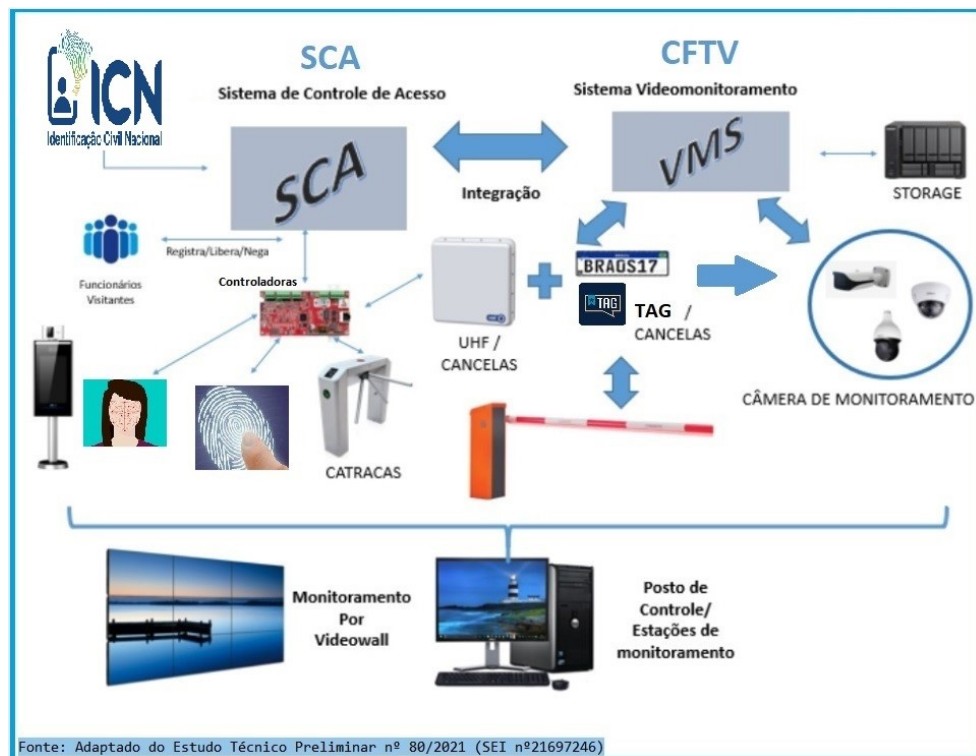 ICN
Identificação Civil Nacional
SCA
Sistema de Controle de Acesso
SCA
CFTV
Sistema Videomonitoramento
VMS
Integração
STORAGE
Registra/Libera/Nega
Funcionários
Visitantes
Controladoras
UHF /
CANCELAS
BRAOS17
TAG
TAG /
CANCELAS
CÂMERA DE MONITORAMENTO
CATRACAS
Monitoramento
Por
Videowall
Posto de
Controle/
Estações de
monitoramento
Fonte: Adaptado do Estudo Técnico Preliminar nº 80/2021 (SEI nº21697246)